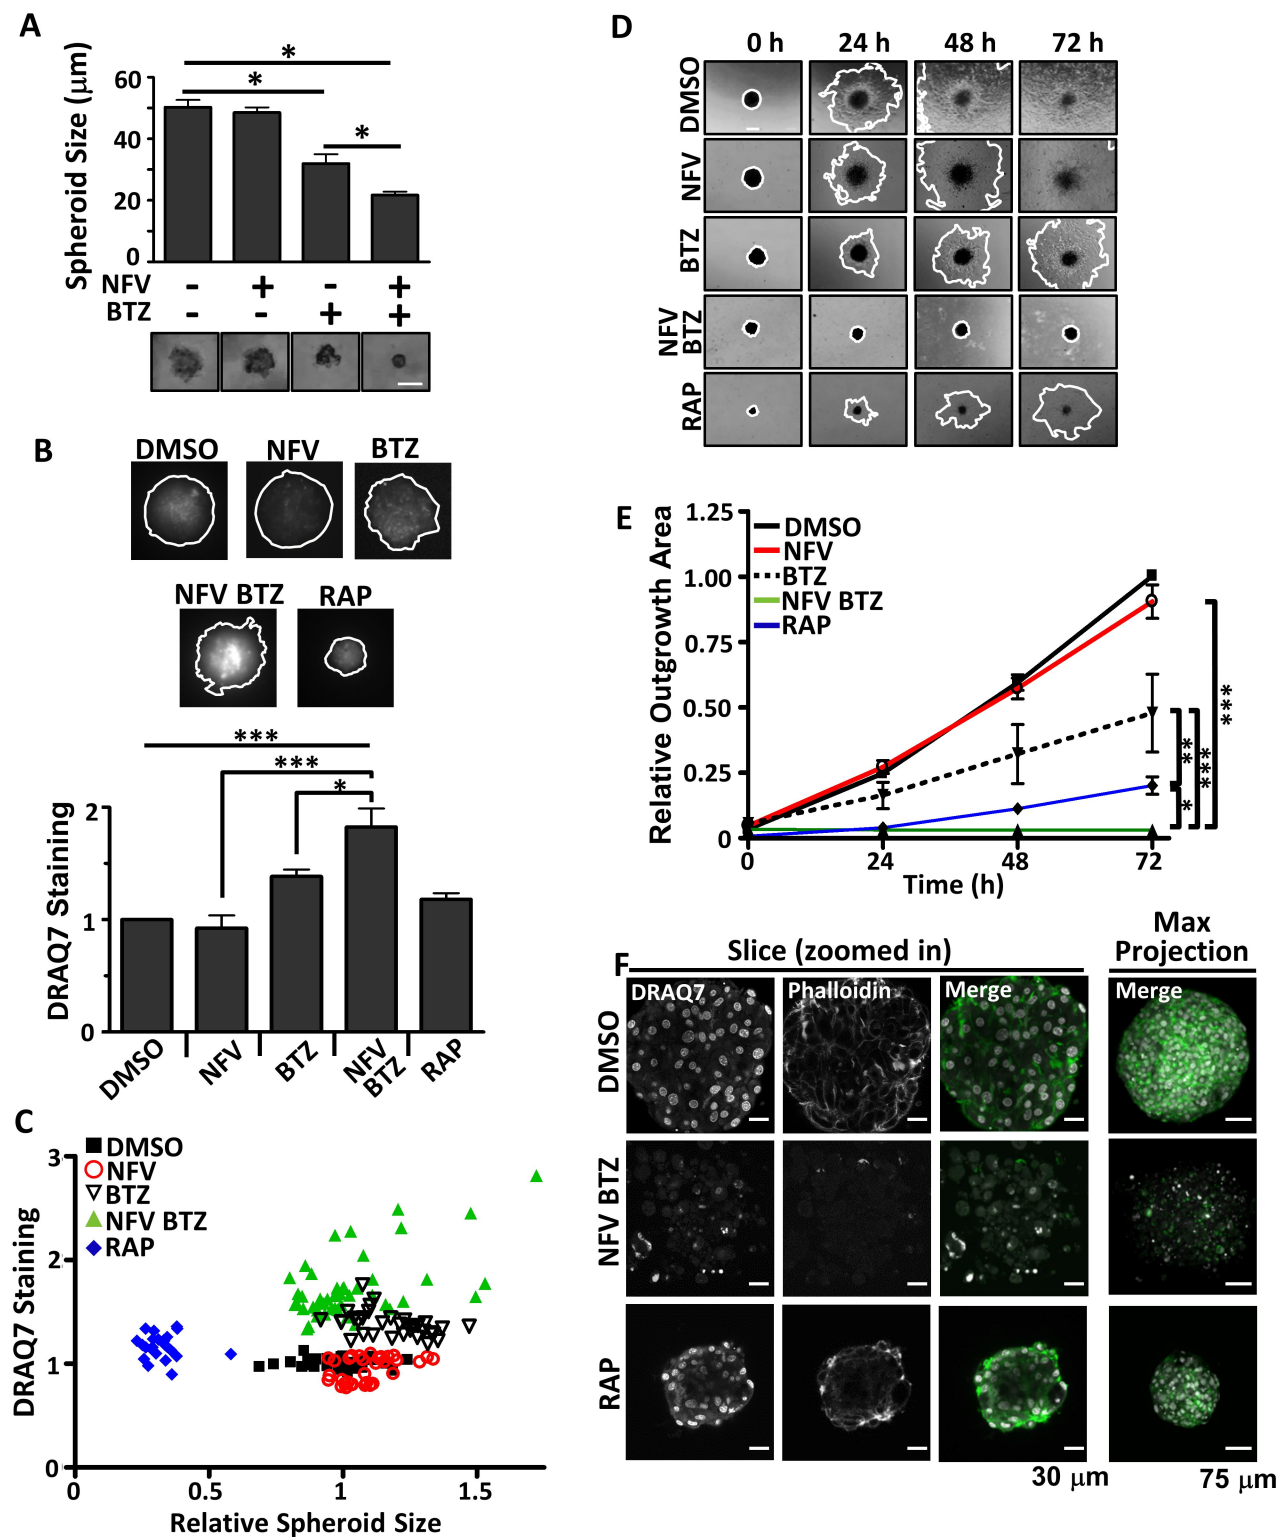 A
*
*
*
Spheroid Size (μm)
60
40
20
0
NFV - + - +
BTZ - - + +
B
DMSO NFV BTZ
NFV BTZ RAP
***
***
*
DRAQ7 Staining
2
1
0
DMSO
NFV
BTZ
NFV
BTZ
RAP
C
DMSO
NFV
BTZ
NFV BTZ
RAP
DRAQ7 Staining
3
2
1
0
0 0.5 1 1.5
Relative Spheroid Size
D
0 h 24 h 48 h 72 h
DMSO
NFV
BTZ
NFV
BTZ
RAP
E
Relative Outgrowth Area
1.25
1.00
0.75
0.50
0.25
0
DMSO
NFV
BTZ
NFV BTZ
RAP
***
**
***
*
0 24 48 72
Time (h)
F
Slice (zoomed in)
Max
Projection
DRAQ7 Phalloidin Merge Merge
DMSO
NFV BTZ
RAP
30 μm 75 μm